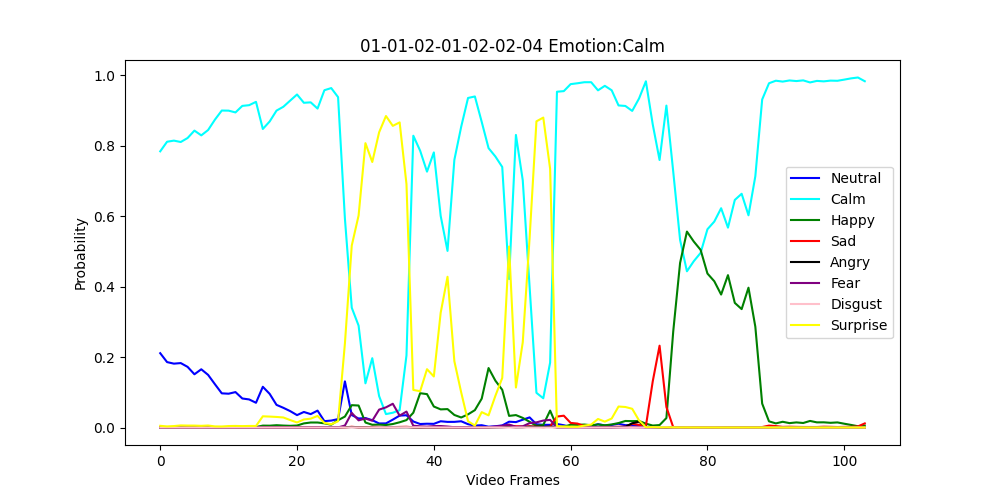 01-01-02-01-02-02-04 Emotion:Calm
1.0
0.8
0.6
0.4
0.2
0.0
Probability
0
20
40
60
80
100
Video Frames
Neutral
Calm
Happy
Sad
Angry
Fear
Disgust
Surprise